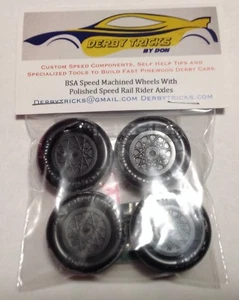 DERBY TRICKS
BY DON
Custom Speed Components, Self Help Tips and
Specialized Tools to Build Fast Pinewood Derby Cars.
BSA Speed Machined Wheels With
Polished Speed Rail Rider Axles
Derbytricks@gmail.com Derbytricks.com